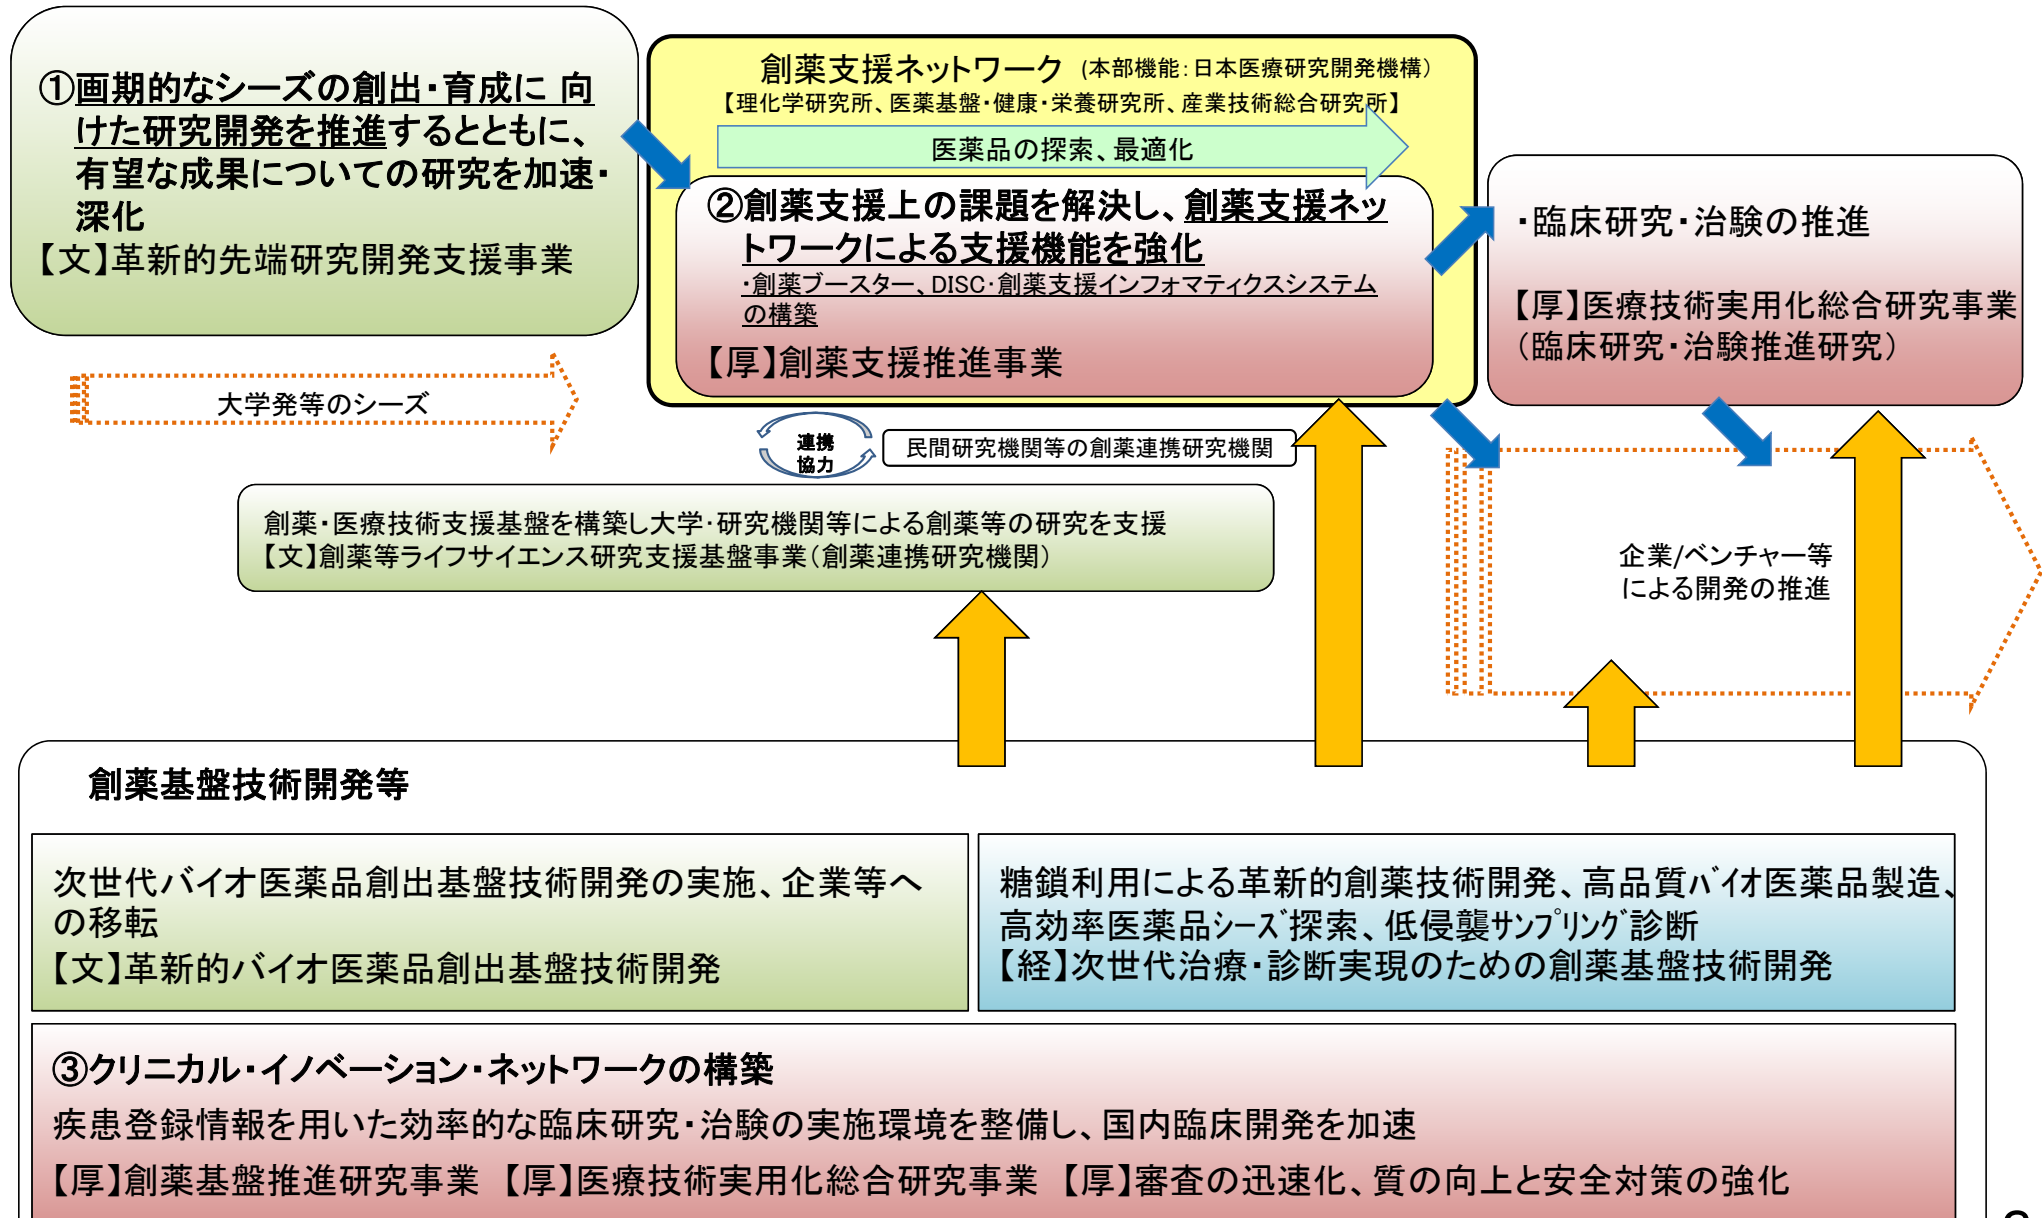 ①画期的なシーズの創出・育成に 向
けた研究開発を推進するとともに、
有望な成果についての研究を加速・
深化
【文】革新的先端研究開発支援事業
大学発等のシーズ
創薬支援ネットワーク (本部機能：日本医療研究開発機構）
【理化学研究所、医薬基盤・健康・栄養研究所、産業技術総合研究所】
医薬品の探索、最適化
②創薬支援上の課題を解決し、創薬支援ネッ
トワークによる支援機能を強化
・創薬ブースター、DISC・創薬支援インフォマティクスシステム
の構築
【厚】創薬支援推進事業
・臨床研究・治験の推進
【厚】医療技術実用化総合研究事業
（臨床研究・治験推進研究）
連携
協力
民間研究機関等の創薬連携研究機関
創薬・医療技術支援基盤を構築し大学・研究機関等による創薬等の研究を支援
【文】創薬等ライフサイエンス研究支援基盤事業（創薬連携研究機関）
企業/ベンチャー等
による開発の推進
創薬基盤技術開発等
次世代バイオ医薬品創出基盤技術開発の実施、企業等へ
の移転
【文】革新的バイオ医薬品創出基盤技術開発
糖鎖利用による革新的創薬技術開発、高品質ﾊﾞｲｵ医薬品製造、
高効率医薬品ｼｰｽﾞ探索、低侵襲ｻﾝﾌﾟﾘﾝｸﾞ診断
【経】次世代治療・診断実現のための創薬基盤技術開発
③クリニカル・イノベーション・ネットワークの構築
疾患登録情報を用いた効率的な臨床研究・治験の実施環境を整備し、国内臨床開発を加速
【厚】創薬基盤推進研究事業 【厚】医療技術実用化総合研究事業 【厚】審査の迅速化、質の向上と安全対策の強化